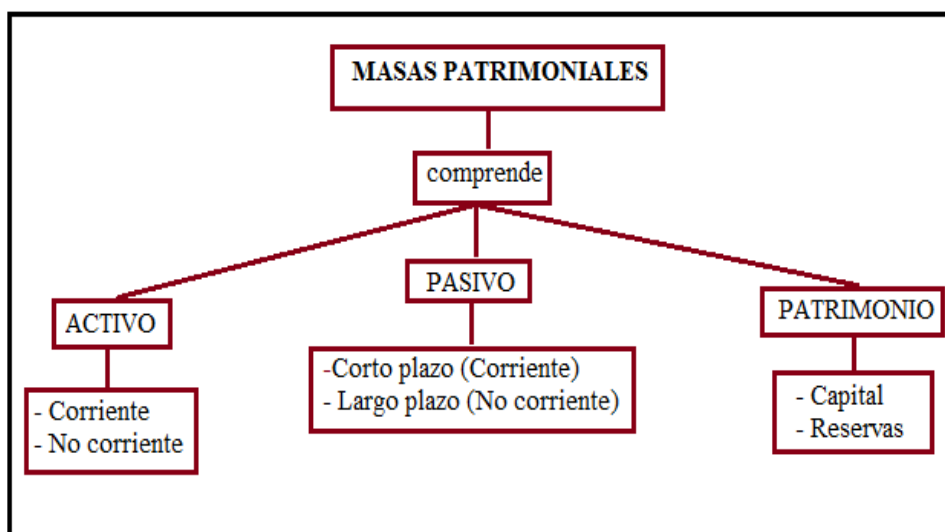 MASAS PATRIMONIALES
comprende
ACTIVO
- Corriente
- No corriente
PASIVO
-Corto plazo (Corriente)
- Largo plazo (No corriente)
PATRIMONIO
- Capital
- Reservas